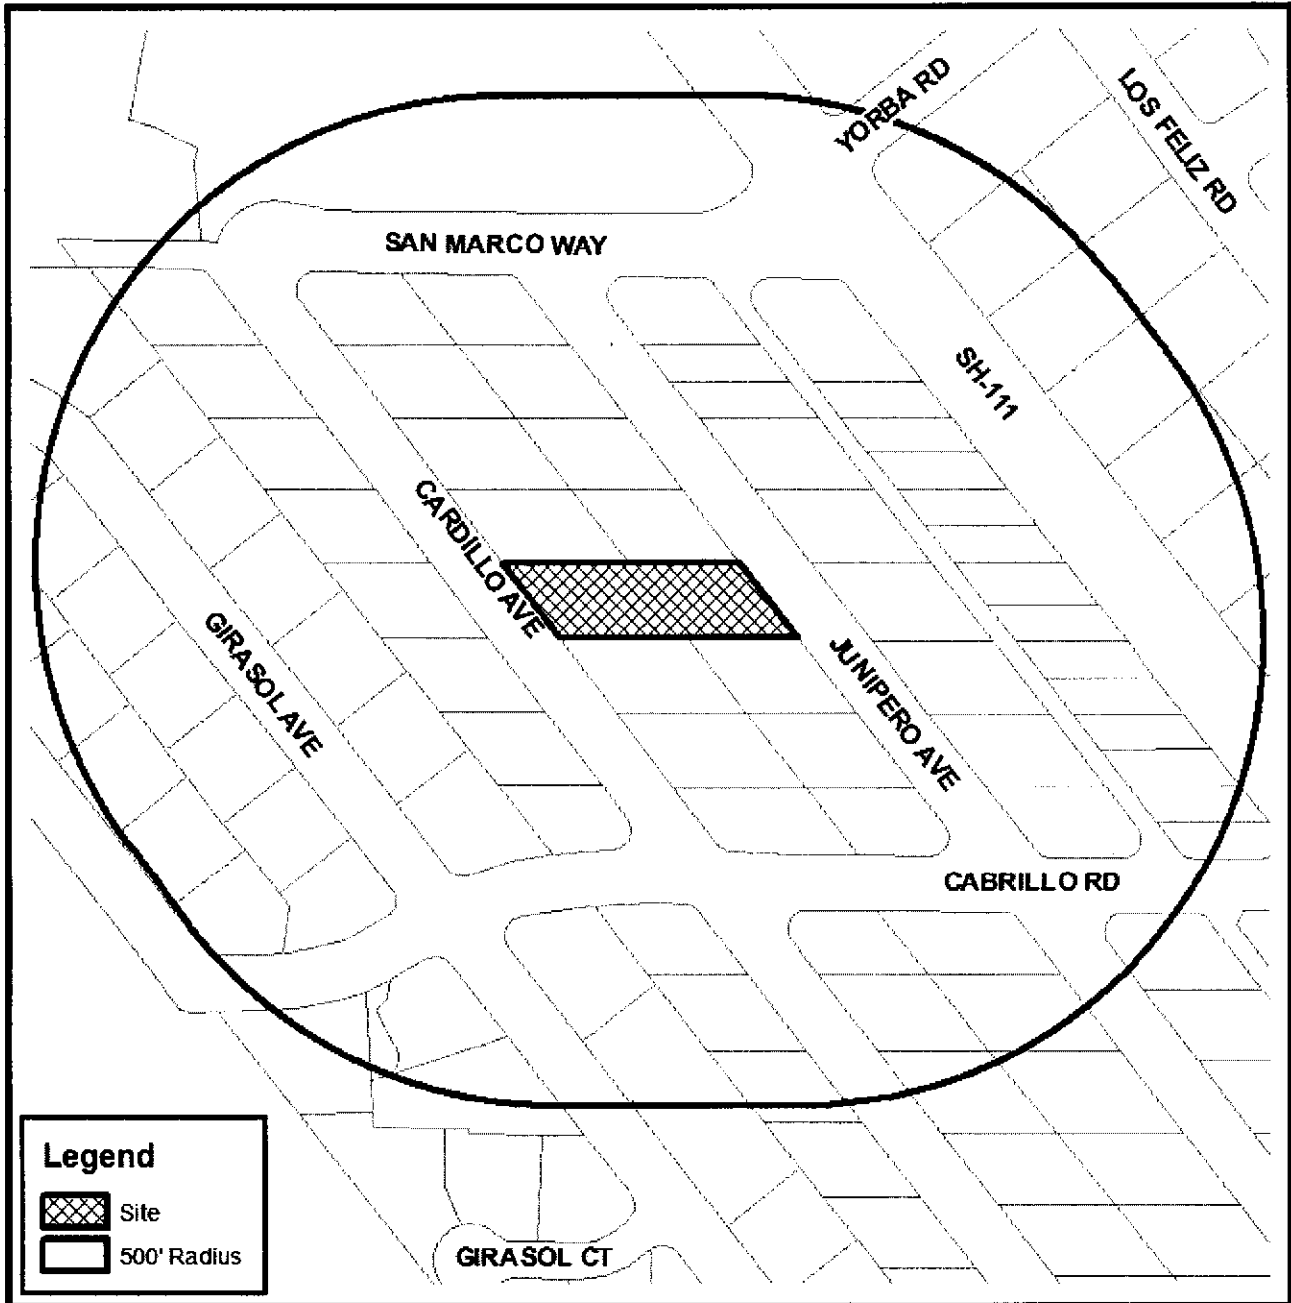 YORBA RD
LOS FELIZ RD
SAN MARCO WAY
SH-111
CARDILLO AVE
GIRASOL AVE
JUNIPERO AVE
CABRILLO RD
Legend
Site
500' Radius
GIRASOL CT